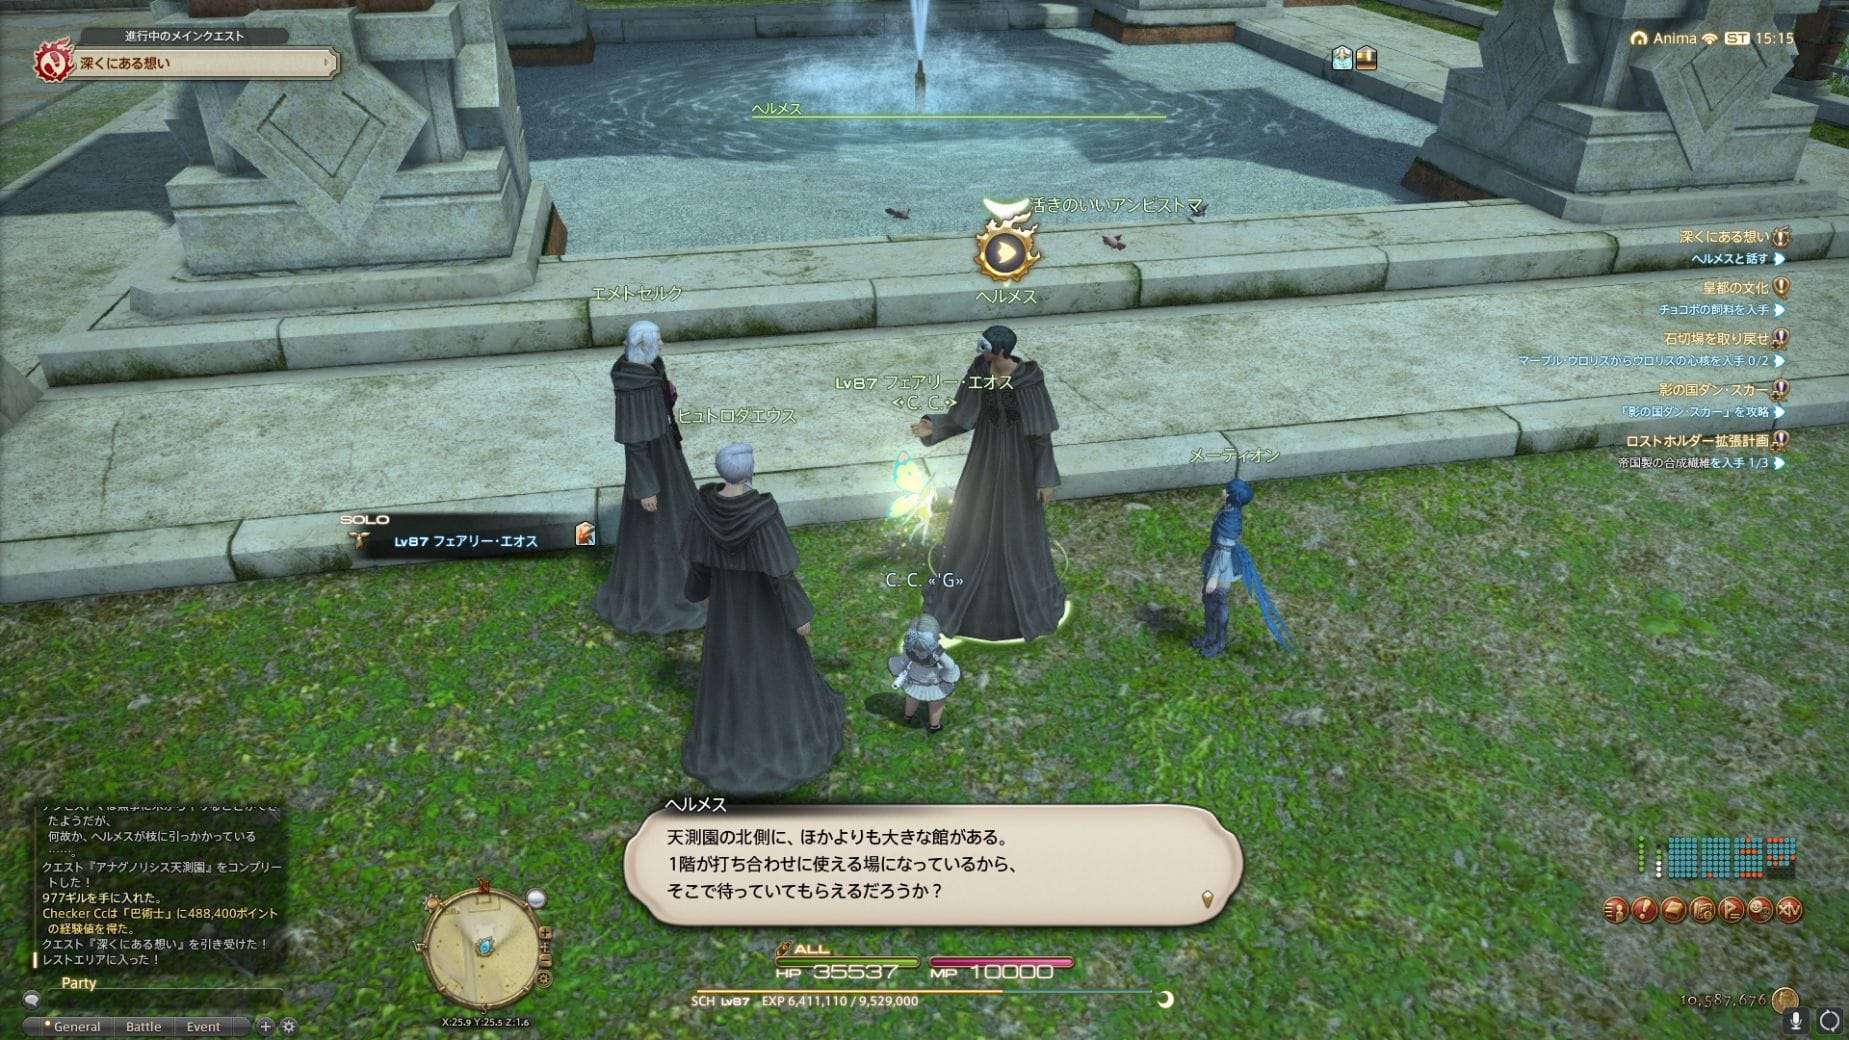 進行中のメインクエスト
深くにある想い
Anima ST 15:15
ヘルメス
活きのいいアンビストマ
ヘルメス
エメトセルク
Lv87 フェアリー・エオス
<C. C.>
ヒュトロダエウス
メーティオン
深くにある想い
ヘルメスと話す
皇都の文化
チョコボの飼料を入手
石切場を取り戻せ
マーブル・ウロリスからウロリスの心核を入手 0/2
影の国ダン・スカー
「影の国ダン・スカー」を攻略
ロストホルダー拡張計画
帝国製の合成繊維を入手 1/3
SOLO
Lv87 フェアリー・エオス
C. C. «'G»
ヘルメス
天測園の北側に、ほかよりも大きな館がある。
1階が打ち合わせに使える場になっているから、
そこで待っていてもらえるだろうか？
たようだが、
何故か、ヘルメスが枝に引っかかっている
……。
クエスト『アナグノリシス天測園』をコンプリー
トした！
977ギルを手に入れた。
Checker Ccは「巴術士」に488,400ポイント
の経験値を得た。
クエスト『深くにある想い』を引き受けた！
レストエリアに入った！
Party
General Battle Event
X:25.9 Y:25.5 Z:1.6
ALL
HP 35537 MP 10000
SCH Lv87 EXP 6,411,110 / 9,529,000
10,587,676
XIV